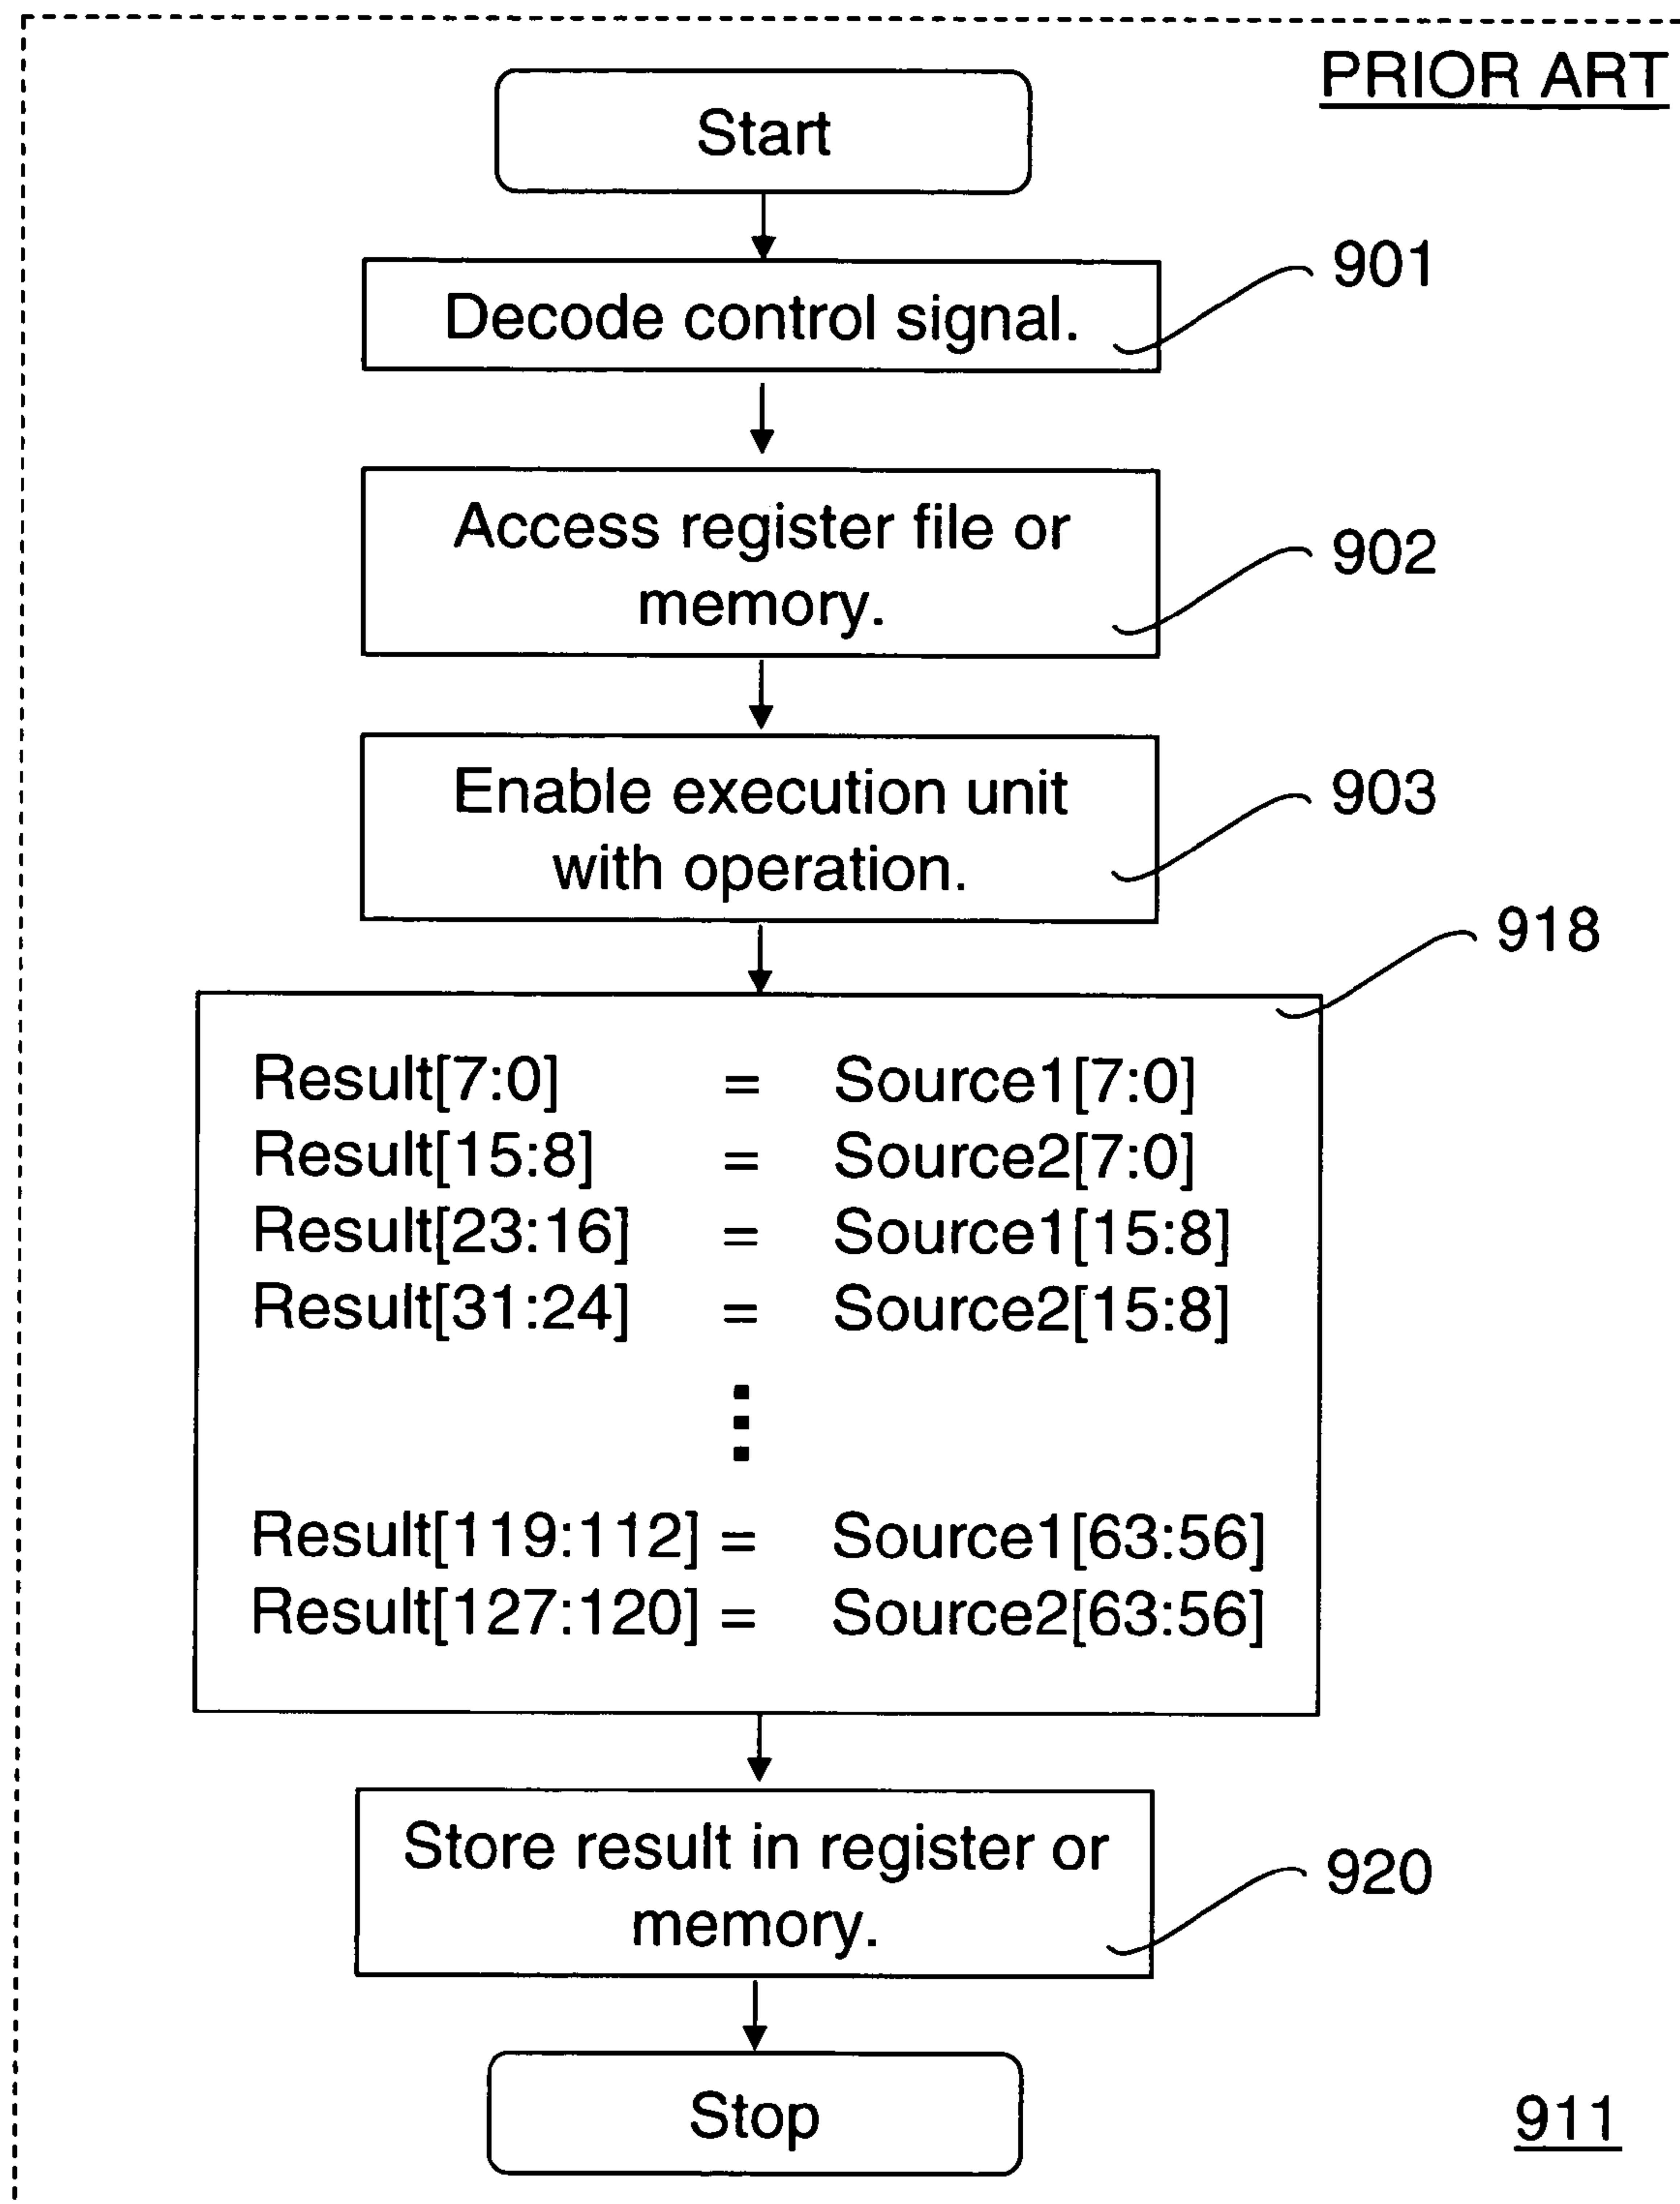 PRIOR ART
Start
901
Decode control signal.
Access register file or
memory.
902
Enable execution unit
with operation.
903
918
Result[7:0] = Source1[7:0]
Result[15:8] = Source2[7:0]
Result[23:16] = Source1[15:8]
Result[31:24] = Source2[15:8]
Result[119:112] = Source1[63:56]
Result[127:120] = Source2[63:56]
Store result in register or
memory.
920
Stop
911